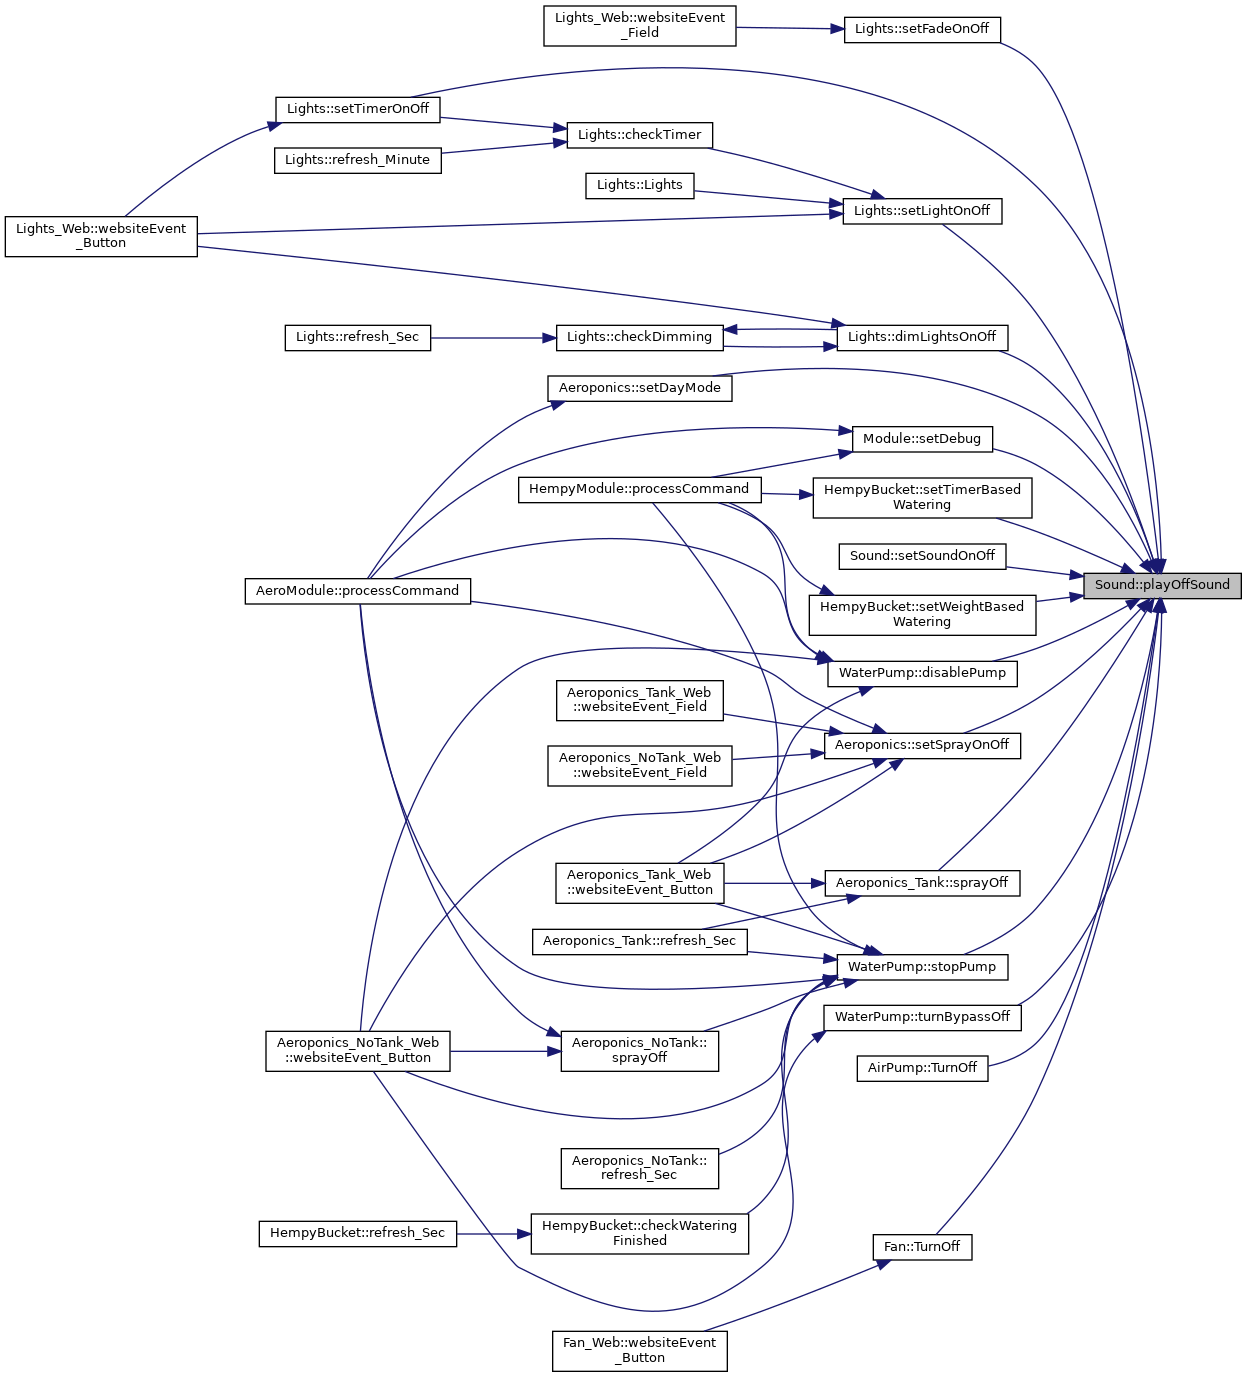 Lights_Web::websiteEvent
_Field
Lights::setFadeOnOff
Lights::setTimerOnOff
Lights::checkTimer
Lights::refresh_Minute
Lights::Lights
Lights::setLightOnOff
Lights_Web::websiteEvent
_Button
Lights::refresh_Sec
Lights::checkDimming
Lights::dimLightsOnOff
Aeroponics::setDayMode
Module::setDebug
HempyModule::processCommand
HempyBucket::setTimerBased
Watering
Sound::setSoundOnOff
Sound::playOffSound
AeroModule::processCommand
HempyBucket::setWeightBased
Watering
WaterPump::disablePump
Aeroponics_Tank_Web
::websiteEvent_Field
Aeroponics::setSprayOnOff
Aeroponics_NoTank_Web
::websiteEvent_Field
Aeroponics_Tank_Web
::websiteEvent_Button
Aeroponics_Tank::sprayOff
Aeroponics_Tank::refresh_Sec
WaterPump::stopPump
WaterPump::turnBypassOff
Aeroponics_NoTank_Web
::websiteEvent_Button
Aeroponics_NoTank::
sprayOff
AirPump::TurnOff
Aeroponics_NoTank::
refresh_Sec
HempyBucket::refresh_Sec
HempyBucket::checkWatering
Finished
Fan::TurnOff
Fan_Web::websiteEvent
_Button